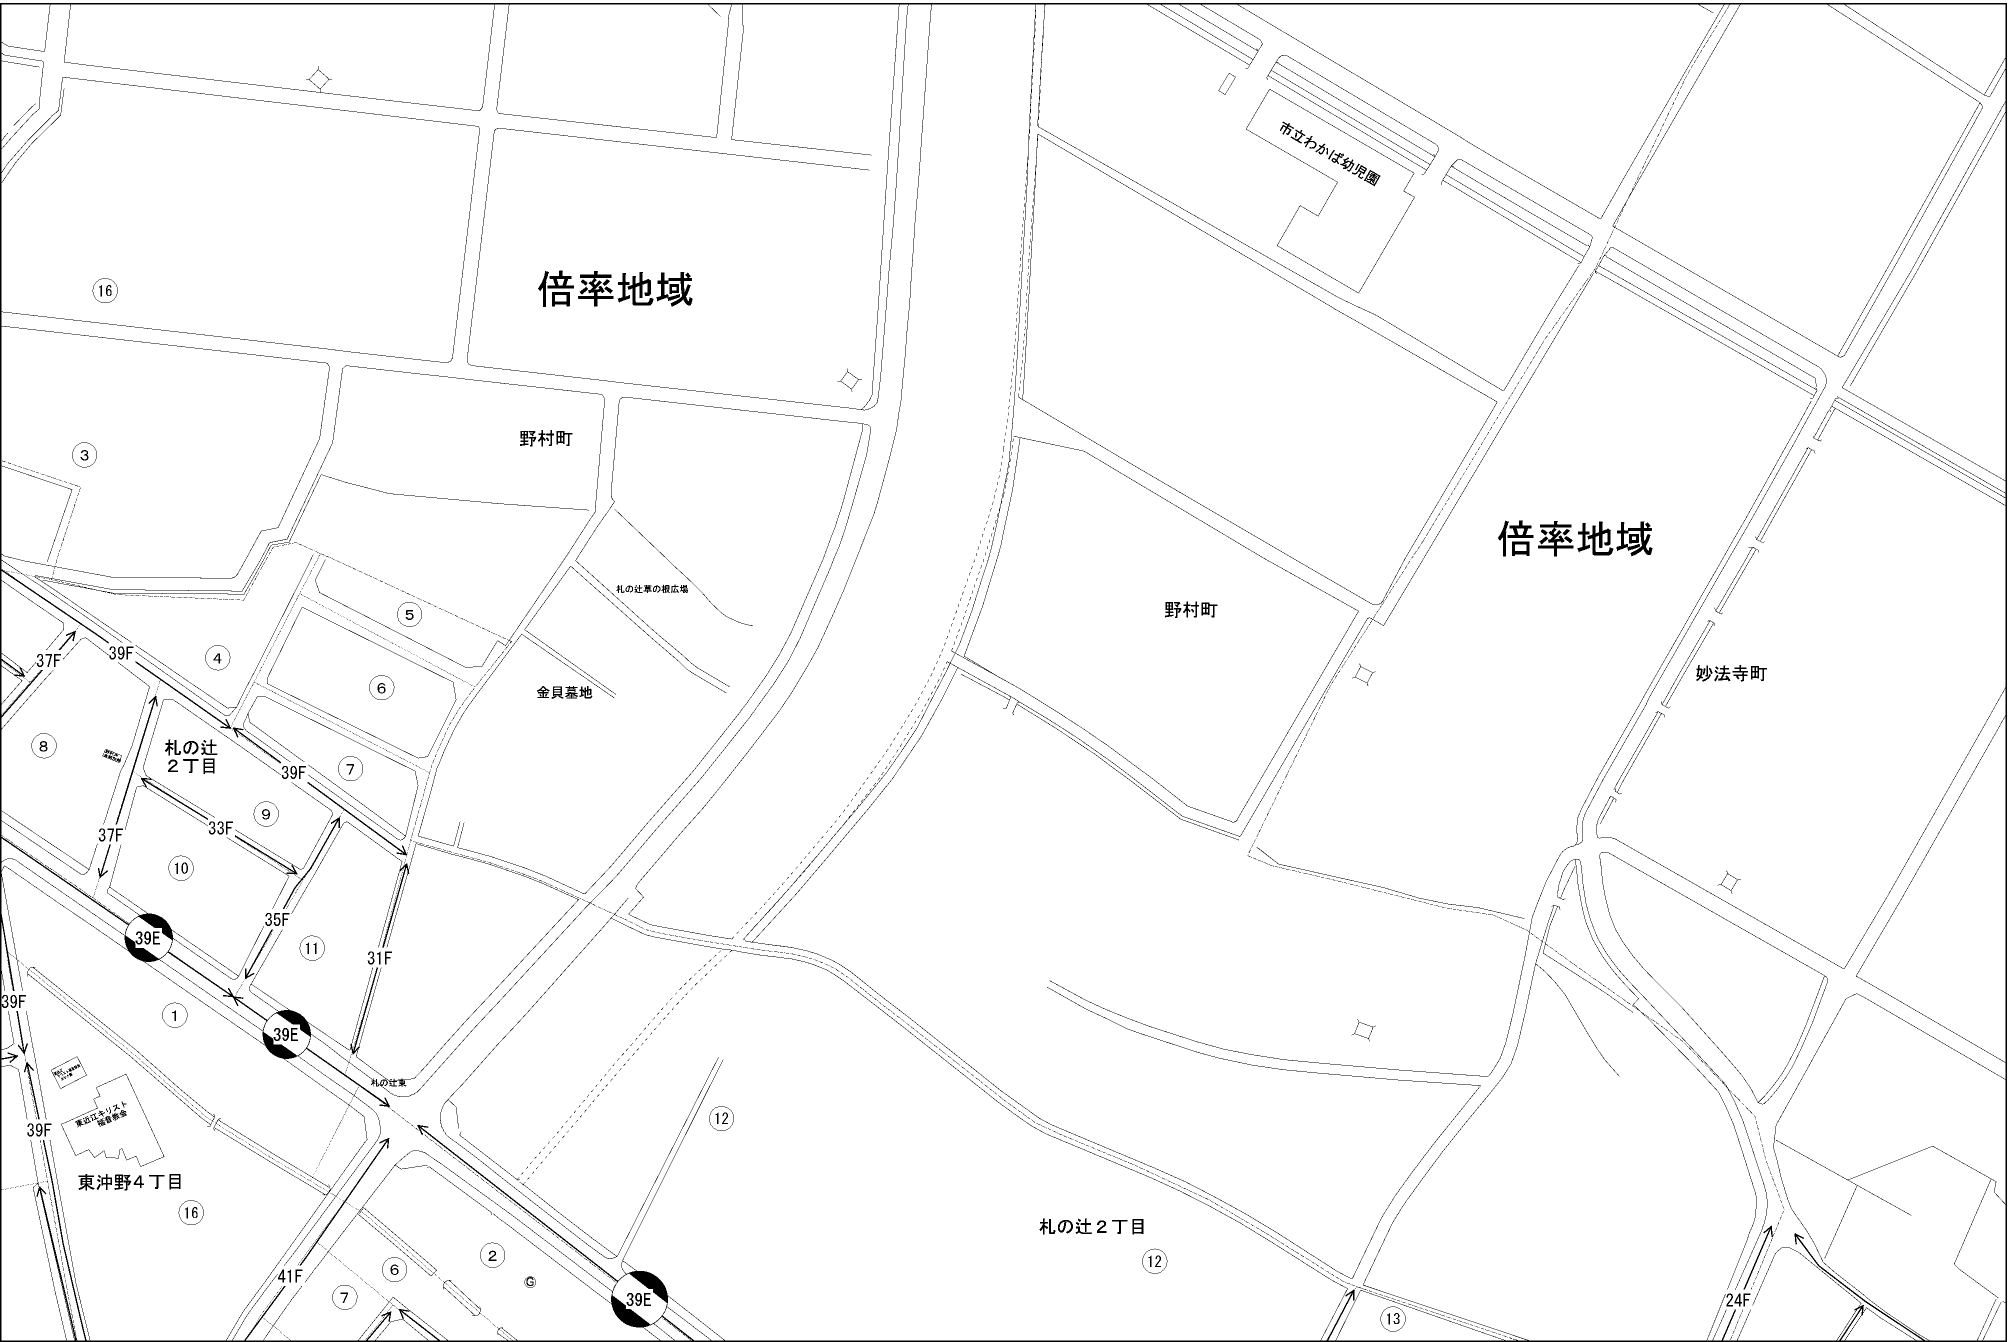 市立わかば幼児園
倍率地域
16
3
野村町
倍率地域
札の辻草の根広場
5
野村町
4
39F
37F
6
金貝墓地
妙法寺町
8
札の辻
2丁目
39F
7
9
33F
37F
10
35F
39E
11
31F
39F
1
39E
札の辻東
東近江キリスト
福音教会
39F
12
東沖野4丁目
16
札の辻2丁目
2
12
6
41F
G
7
39E
24F
13